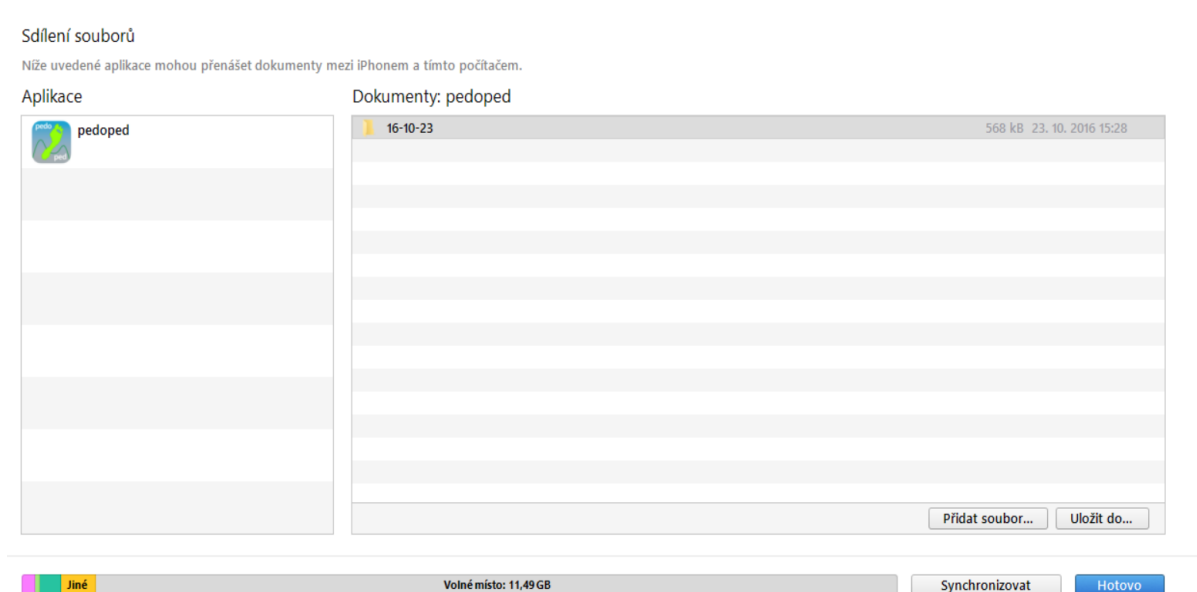 Sdílení souborů
Níže uvedené aplikace mohou přenášet dokumenty mezi iPhonem a tímto počítačem.
Aplikace
Dokumenty: pedoped
pedo
ped
pedoped
16-10-23 568 kB 23. 10. 2016 15:28
Přidat soubor... Uložit do...
Jiné Volné místo: 11,49 GB Synchronizovat Hotovo